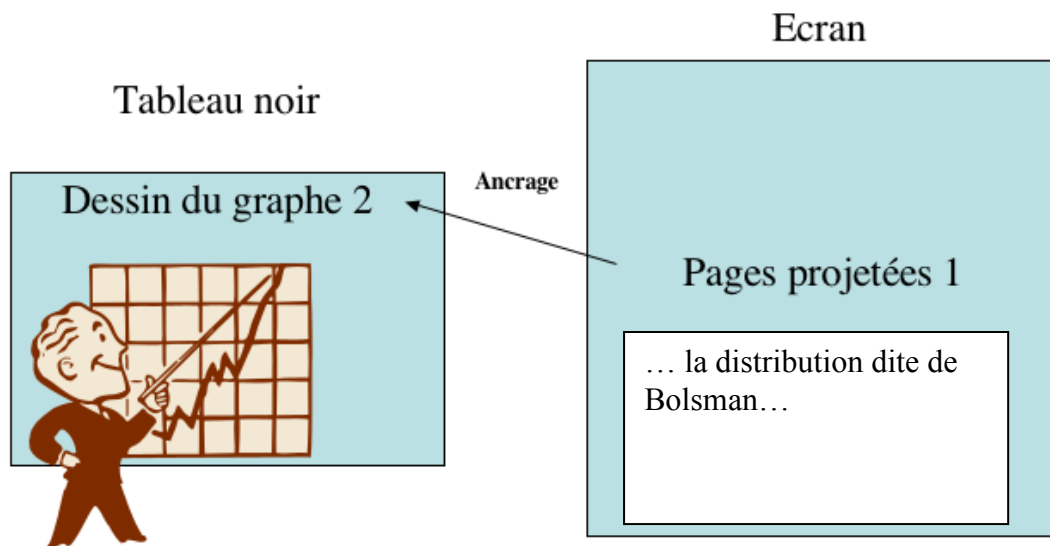 Ecran
Tableau noir
Ancrage
Dessin du graphe 2
Pages projetées 1
… la distribution dite de
Bolsman…